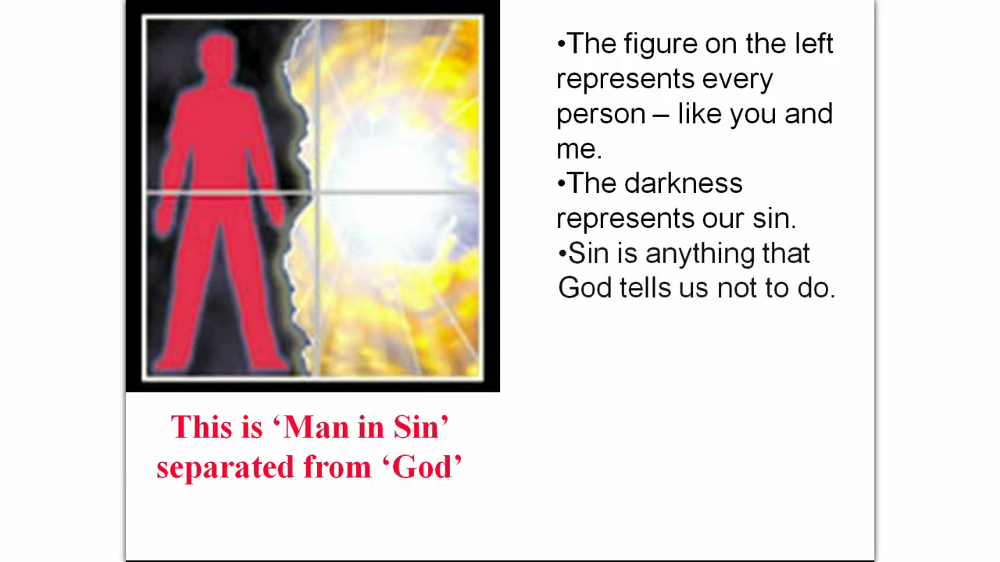 •The figure on the left
represents every
person – like you and
me.
•The darkness
represents our sin.
•Sin is anything that
God tells us not to do.
This is ‘Man in Sin’
separated from ‘God’